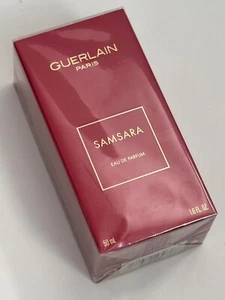 GUERLAIN
PARIS
SAMSARA
EAU DE PARFUM
50 mL
1.6 FL. OZ.